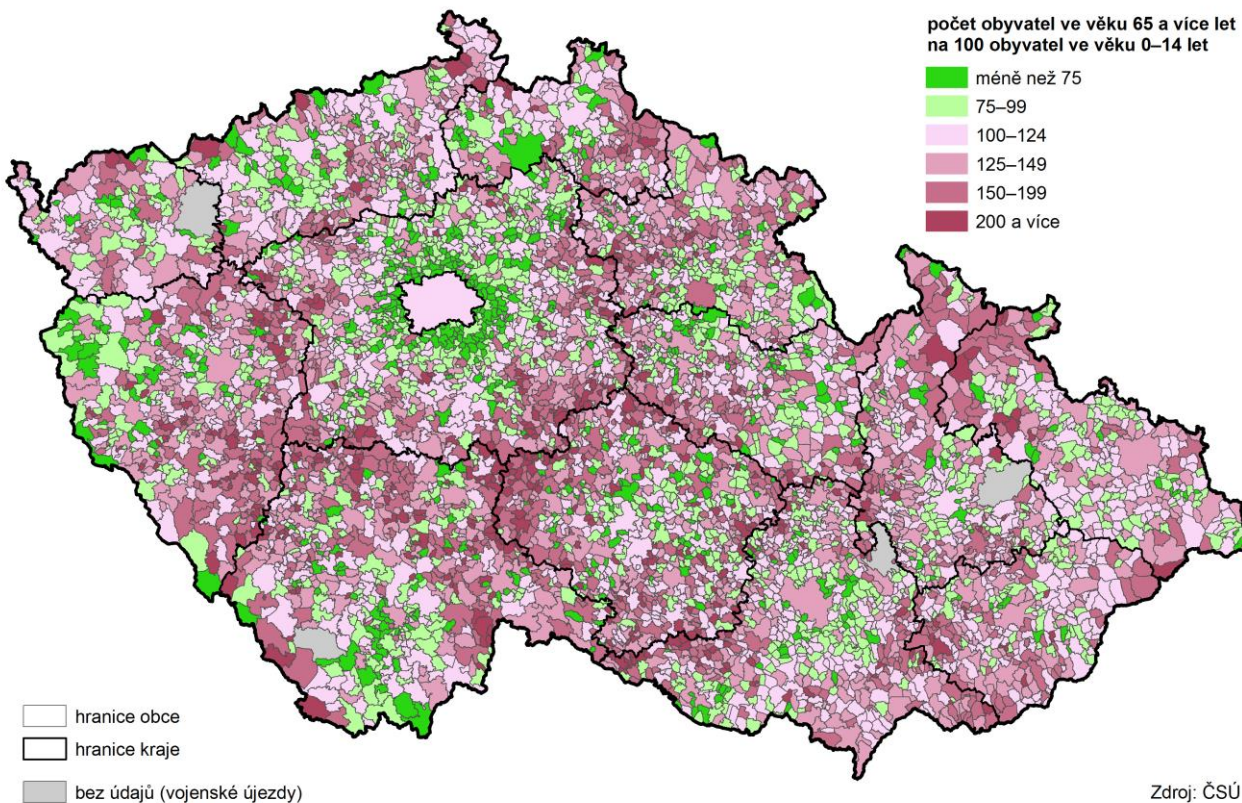 počet obyvatel ve věku 65 a více let
na 100 obyvatel ve věku 0–14 let
méně než 75
75–99
100–124
125–149
150–199
200 a více
hranice obce
hranice kraje
bez údajů (vojenské újezdy)
Zdroj: ČSÚ